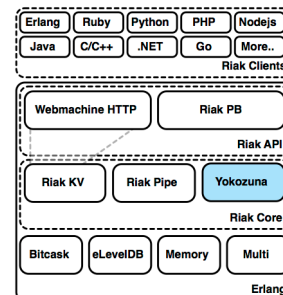 Erlang Ruby Python PHP Nodejs
Java C/C++ .NET Go More..
Riak Clients
Webmachine HTTP Riak PB
Riak API
Riak KV Riak Pipe Yokozuna
Riak Core
Bitcask eLevelDB Memory Multi
Erlang